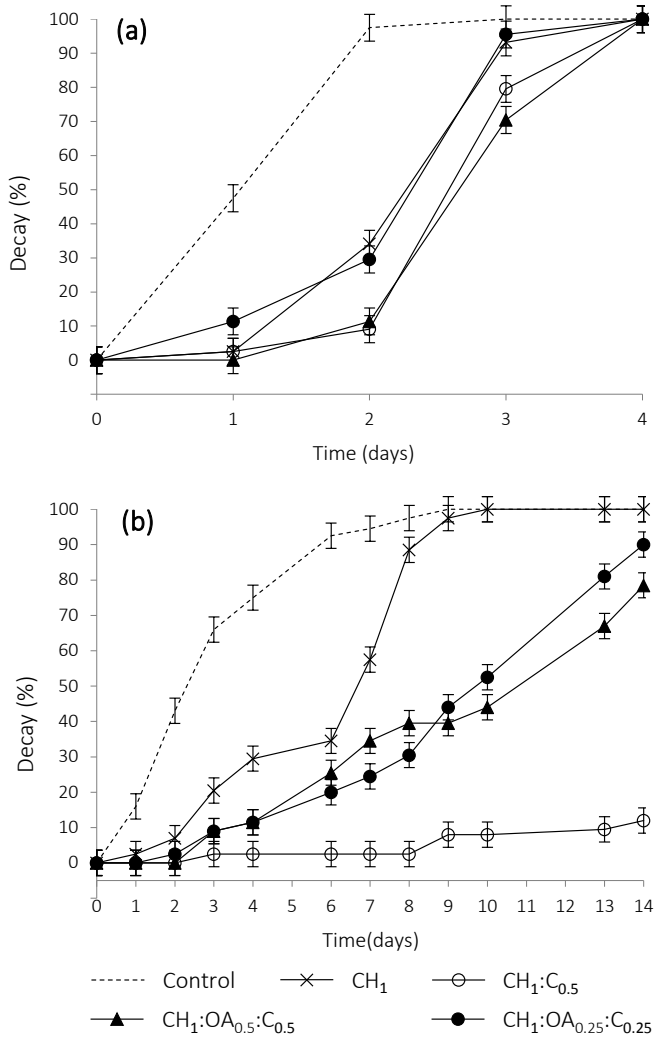 (a)
Decay (%)
100
90
80
70
60
50
40
30
20
10
0
0 1 2 3 4
Time (days)
(b)
Decay (%)
100
90
80
70
60
50
40
30
20
10
0
0 1 2 3 4 5 6 7 8 9 10 11 12 13 14
Time(days)
Control CH₁ CH₁:C₀.₅
CH₁:OA₀.₅:C₀.₅ CH₁:OA₀.₂₅:C₀.₂₅